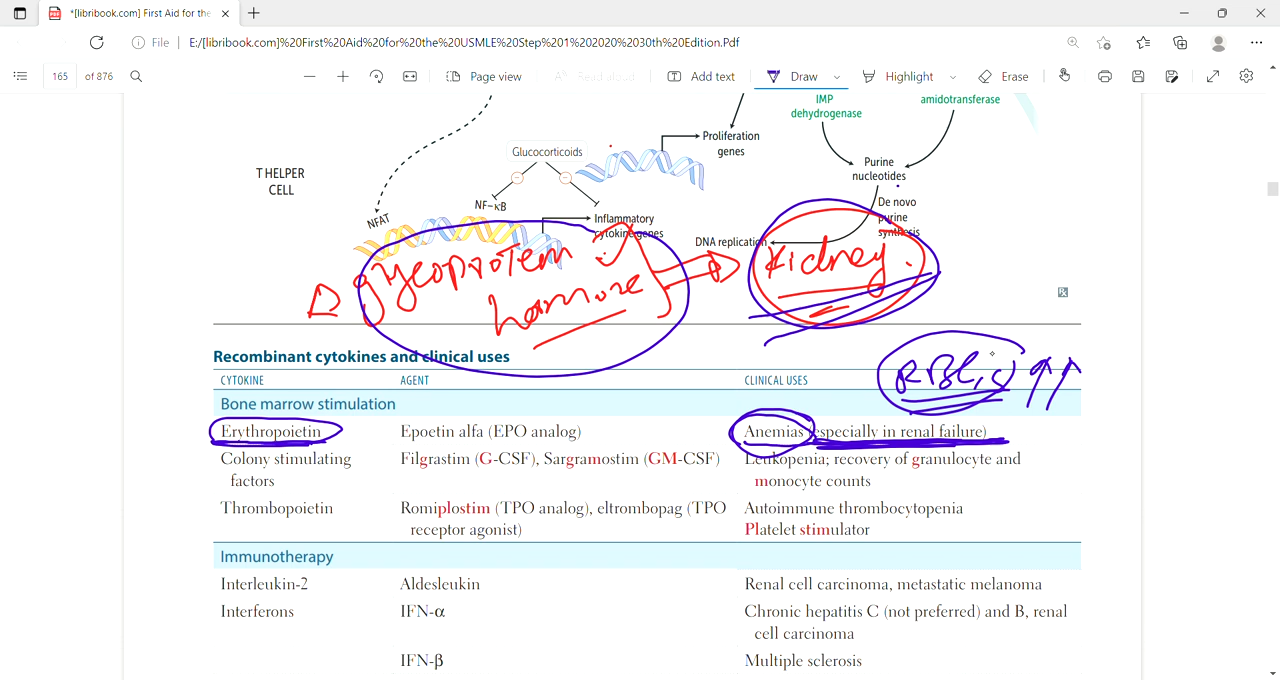 *[libribook.com] First Aid for the
File E:/[libribook.com]%20First%20Aid%20for%20the%20USMLE%20Step%201%202020%2030th%20Edition.Pdf
165 of 876 Page view Read aloud Add text Draw Highlight Erase
IMP
dehydrogenase
amidotransferase
Proliferation
genes
Glucocorticoids
T HELPER
CELL
Purine
nucleotides
NF-κB
NFAT
Inflammatory
cytokine genes
De novo
purine
synthesis
DNA replication
glycoprotein
hormone
Kidney.
Recombinant cytokines and clinical uses
RBC,s
CYTOKINE AGENT CLINICAL USES
Bone marrow stimulation
Erythropoietin Epoetin alfa (EPO analog) Anemias (especially in renal failure)
Colony stimulating Filgrastim (G-CSF), Sargramostim (GM-CSF) Leukopenia; recovery of granulocyte and
factors monocyte counts
Thrombopoietin Romiplostim (TPO analog), eltrombopag (TPO Autoimmune thrombocytopenia
receptor agonist) Platelet stimulator
Immunotherapy
Interleukin-2 Aldesleukin Renal cell carcinoma, metastatic melanoma
Interferons IFN-α Chronic hepatitis C (not preferred) and B, renal
cell carcinoma
IFN-β Multiple sclerosis